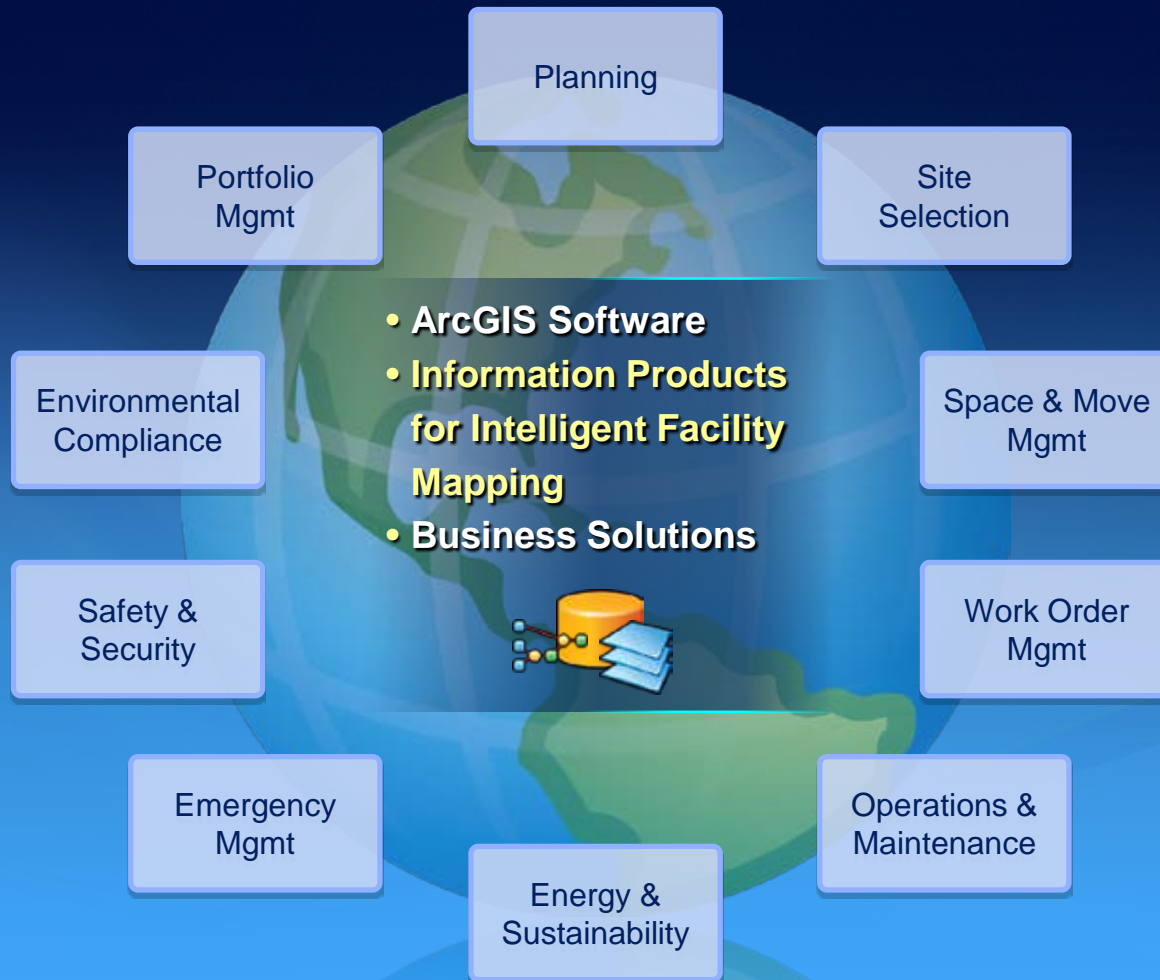 Planning
Portfolio
Mgmt
Site
Selection
• ArcGIS Software
• Information Products
for Intelligent Facility
Mapping
• Business Solutions
Environmental
Compliance
Space & Move
Mgmt
Safety &
Security
Work Order
Mgmt
Emergency
Mgmt
Operations &
Maintenance
Energy &
Sustainability